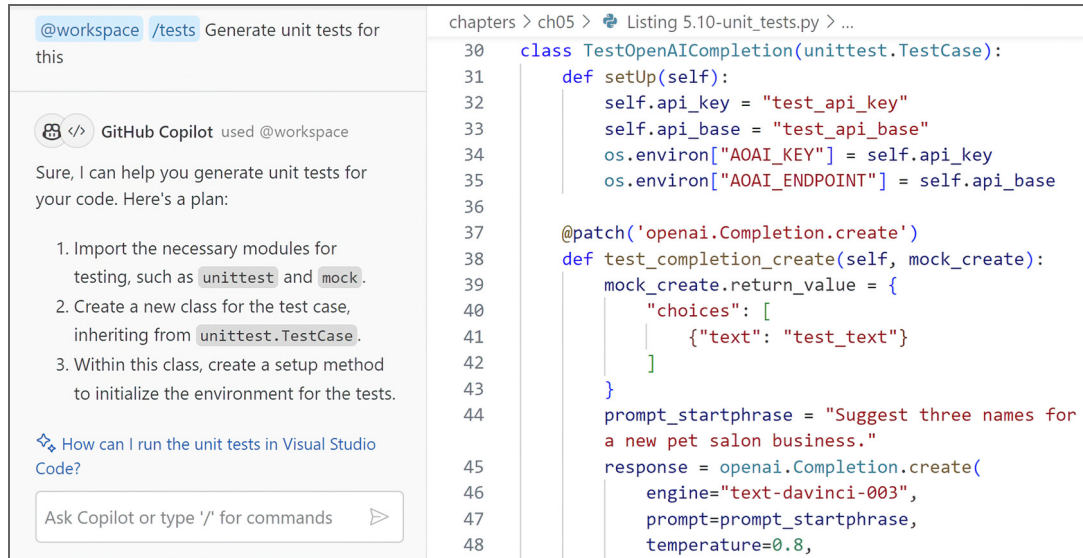 @workspace /tests Generate unit tests for
this
GitHub Copilot used @workspace
Sure, I can help you generate unit tests for
your code. Here's a plan:
1. Import the necessary modules for
testing, such as unittest and mock.
2. Create a new class for the test case,
inheriting from unittest.TestCase.
3. Within this class, create a setup method
to initialize the environment for the tests.
How can I run the unit tests in Visual Studio
Code?
Ask Copilot or type '/' for commands
chapters > ch05 > Listing 5.10-unit_tests.py > ...
30 class TestOpenAICompletion(unittest.TestCase):
31     def setUp(self):
32         self.api_key = "test_api_key"
33         self.api_base = "test_api_base"
34         os.environ["AOAI_KEY"] = self.api_key
35         os.environ["AOAI_ENDPOINT"] = self.api_base
36
37     @patch('openai.Completion.create')
38     def test_completion_create(self, mock_create):
39         mock_create.return_value = {
40             "choices": [
41                 {"text": "test_text"}
42             ]
43         }
44         prompt_startphrase = "Suggest three names for
a new pet salon business."
45         response = openai.Completion.create(
46             engine="text-davinci-003",
47             prompt=prompt_startphrase,
48             temperature=0.8,